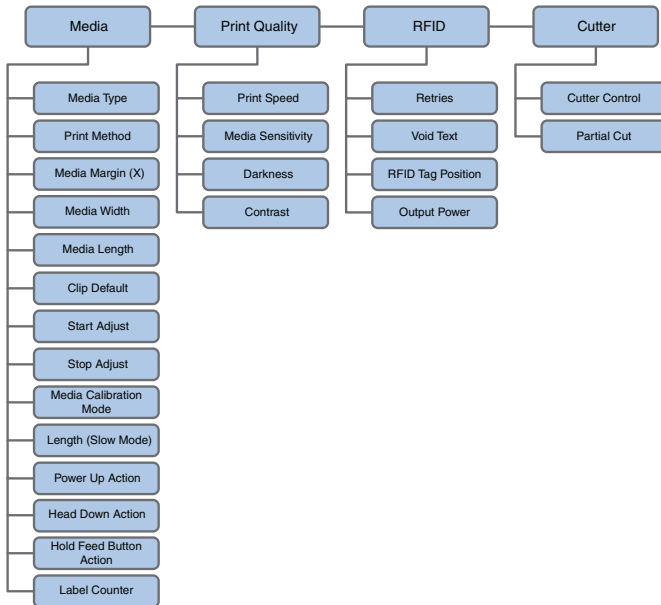 Media
Print Quality
RFID
Cutter
Media Type
Print Method
Media Margin (X)
Media Width
Media Length
Clip Default
Start Adjust
Stop Adjust
Media Calibration
Mode
Length (Slow Mode)
Power Up Action
Head Down Action
Hold Feed Button
Action
Label Counter
Print Speed
Media Sensitivity
Darkness
Contrast
Retries
Void Text
RFID Tag Position
Output Power
Cutter Control
Partial Cut